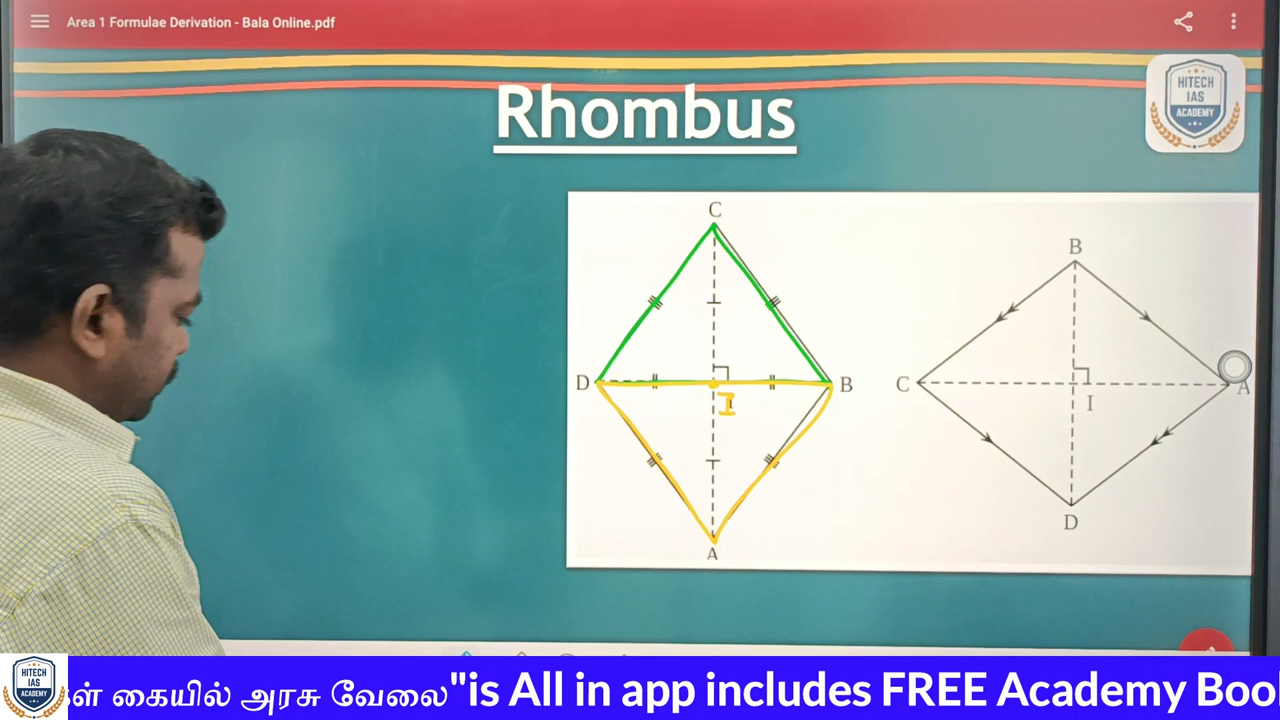 Area 1 Formulae Derivation - Bala Online.pdf
HITECH
IAS
ACADEMY
Rhombus
C
D
B
I
A
B
C
A
I
D
HITECH
IAS
ACADEMY
கள் கையில் அரசு வேலை"is All in app includes FREE Academy Boo